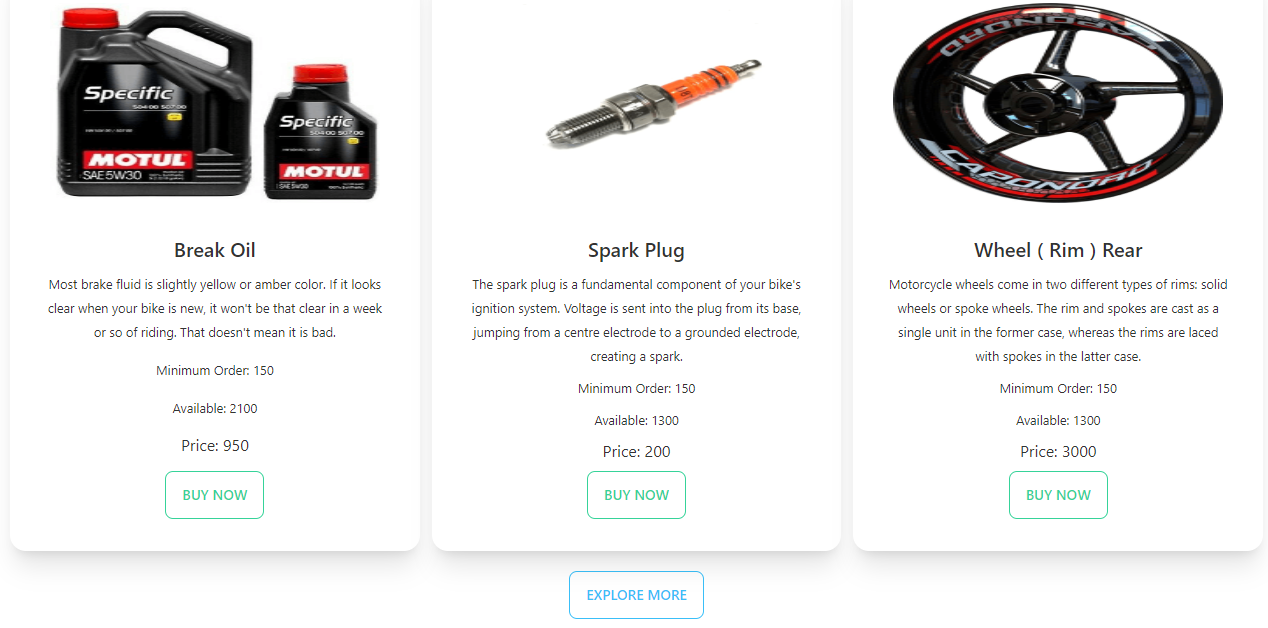 Specific
504 00 507 00
MOTUL
SAE 5W30
Specific
504 00 507 00
MOTUL
SAE 5W30
CAPONORD
CAPONORD
Break Oil
Most brake fluid is slightly yellow or amber color. If it looks
clear when your bike is new, it won't be that clear in a week
or so of riding. That doesn't mean it is bad.
Minimum Order: 150
Available: 2100
Price: 950
BUY NOW
Spark Plug
The spark plug is a fundamental component of your bike's
ignition system. Voltage is sent into the plug from its base,
jumping from a centre electrode to a grounded electrode,
creating a spark.
Minimum Order: 150
Available: 1300
Price: 200
BUY NOW
Wheel ( Rim ) Rear
Motorcycle wheels come in two different types of rims: solid
wheels or spoke wheels. The rim and spokes are cast as a
single unit in the former case, whereas the rims are laced
with spokes in the latter case.
Minimum Order: 150
Available: 1300
Price: 3000
BUY NOW
EXPLORE MORE